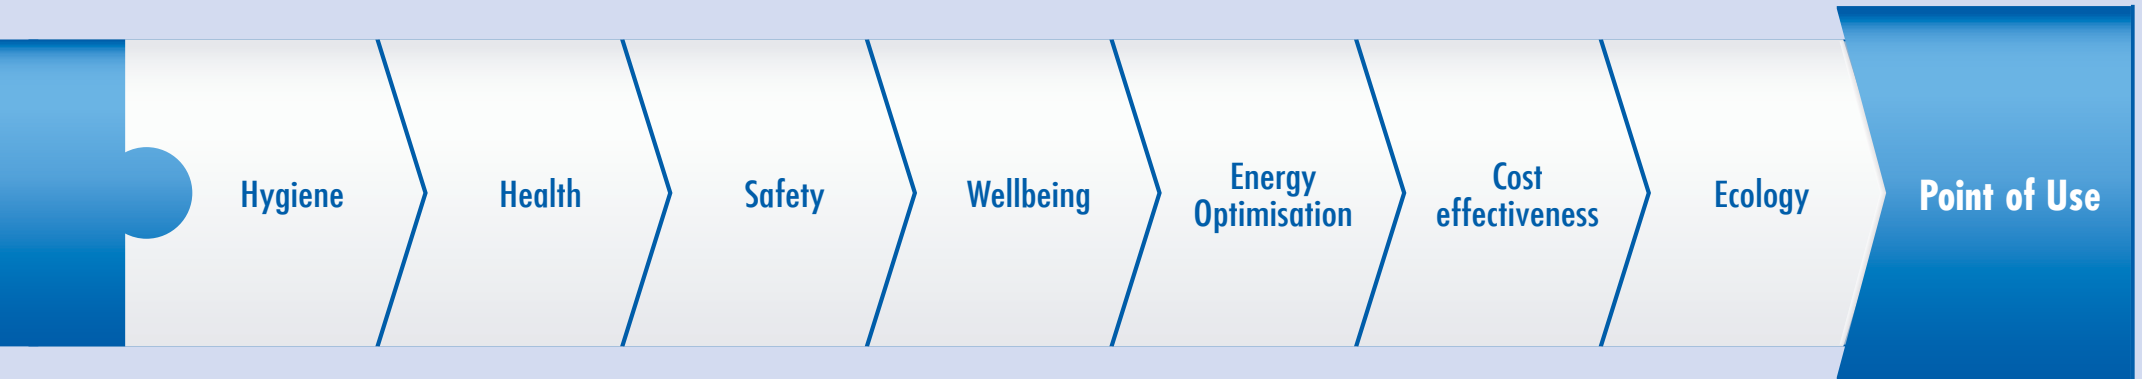 Hygiene
Health
Safety
Wellbeing
Energy
Optimisation
Cost
effectiveness
Ecology
Point of Use